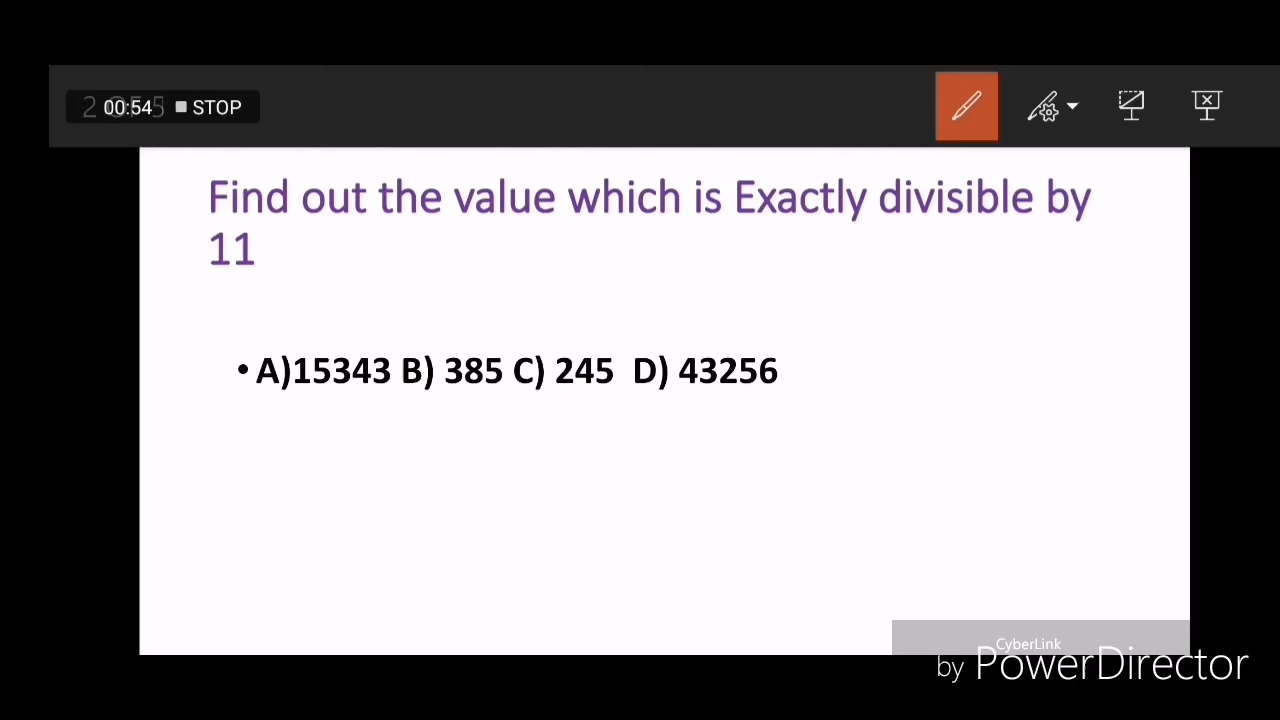 00:54 STOP
Find out the value which is Exactly divisible by
11
• A)15343 B) 385 C) 245 D) 43256
CyberLink
by PowerDirector